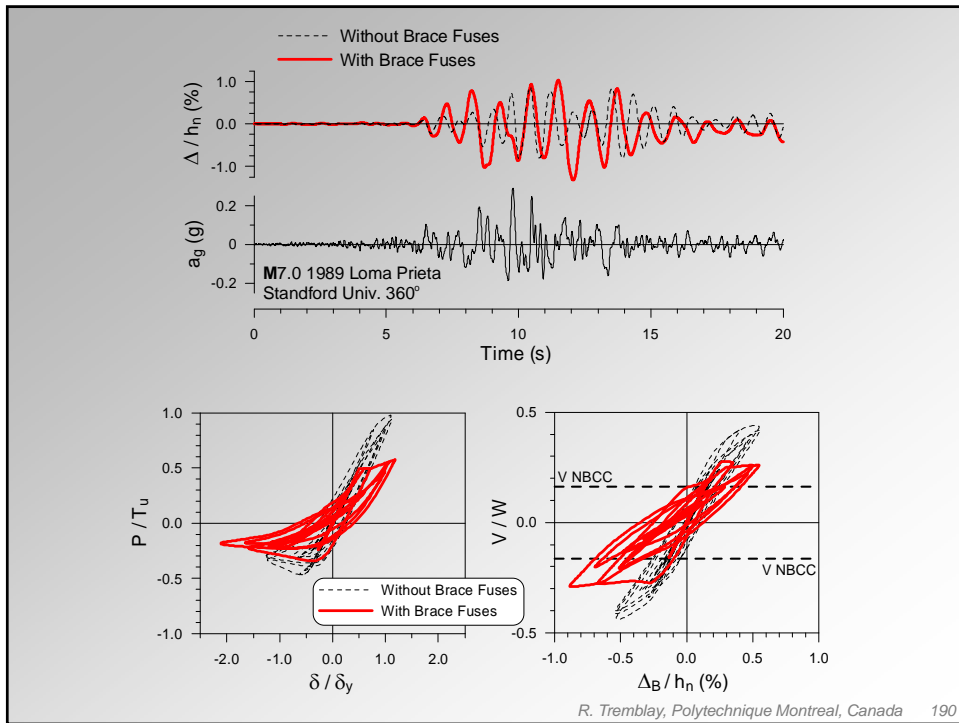 Without Brace Fuses
With Brace Fuses
1.0
0.0
-1.0
Δ / hn (%)
0.2
0
-0.2
ag (g)
M7.0 1989 Loma Prieta
Standford Univ. 360°
0 5 10 15 20
Time (s)
1.0
0.5
0.0
-0.5
-1.0
P / Tu
-2.0 -1.0 0.0 1.0 2.0
δ / δy
Without Brace Fuses
With Brace Fuses
0.5
0.0
-0.5
V / W
V NBCC
V NBCC
-1.0 -0.5 0.0 0.5 1.0
ΔB / hn (%)
R. Tremblay, Polytechnique Montreal, Canada 190